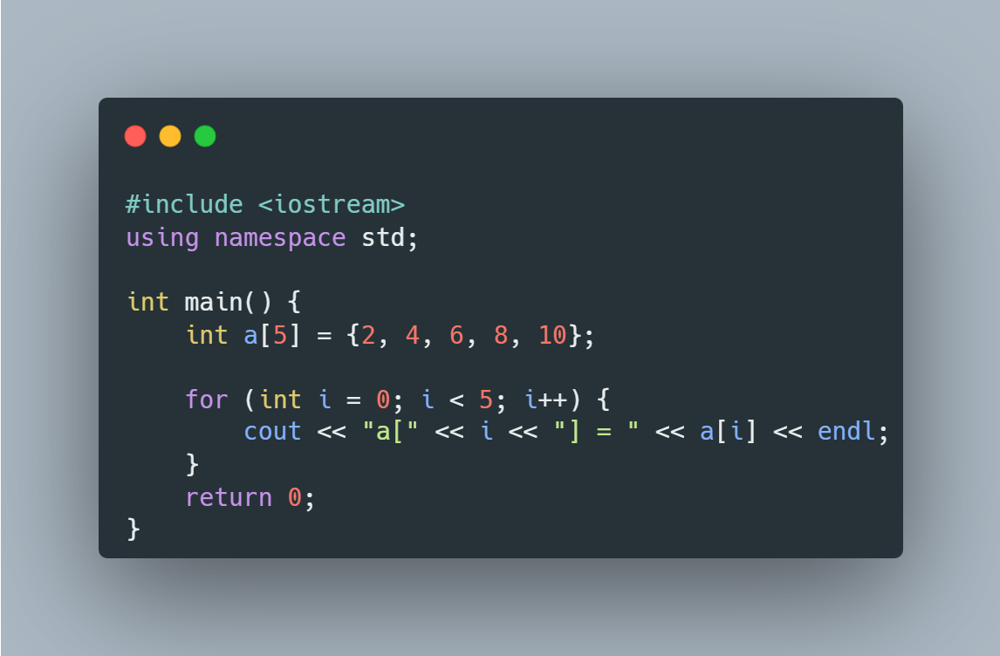 #include <iostream>
using namespace std;

int main() {
    int a[5] = {2, 4, 6, 8, 10};

    for (int i = 0; i < 5; i++) {
        cout << "a[" << i << "] = " << a[i] << endl;
    }
    return 0;
}